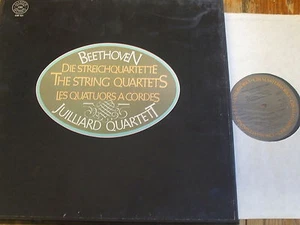 BEETHOVEN
DIE STREICHQUARTETTE
THE STRING QUARTETS
LES QUATUORS A CORDES
JUILLIARD QUARTETT